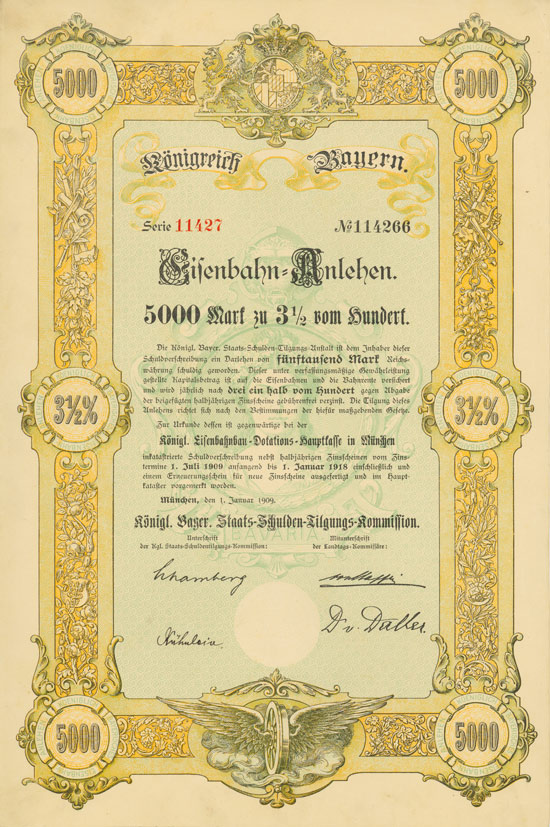 5000 5000
Königreich Bayern.
Serie 11427 № 114266
Eisenbahn=Anlehen.
5000 Mark zu 3½ vom Hundert.
Die Königl. Bayer. Staats=Schulden=Tilgungs=Anstalt ist dem Inhaber dieser
Schuldverschreibung ein Darlehen von fünftausend Mark Reichs=
währung schuldig geworden. Dieser unter verfassungsmäßige Gewährleistung
gestellte Kapitalsbetrag ist auf die Eisenbahnen und die Bahnrente versichert
und wird jährlich nach drei ein halb vom Hundert gegen Abgabe
der beigefügten halbjährigen Zinsscheine gebührenfrei verzinst. Die Tilgung dieses
Anlehens richtet sich nach den Bestimmungen der hiefür maßgebenden Gesetze.
Zur Urkunde dessen ist gegenwärtige bei der
Königl. Eisenbahnbau=Dotations=Hauptkasse in München
inkatastrierte Schuldverschreibung nebst halbjährigen Zinsscheinen vom Zins=
termine 1. Juli 1909 anfangend bis 1. Januar 1918 einschließlich und
einem Erneuerungsschein für neue Zinsscheine ausgefertigt und im Haupt=
kataster vorgemerkt worden.
München, den 1. Januar 1909.
Königl. Bayer. Staats=Schulden=Tilgungs=Kommission.
BAVARIA
Unterschrift Mitunterschrift
der Kgl. Staats=Schuldentilgungs=Kommission: der Landtags=Kommissäre:
Dr v. Daller.
3½% 3½%
5000 5000